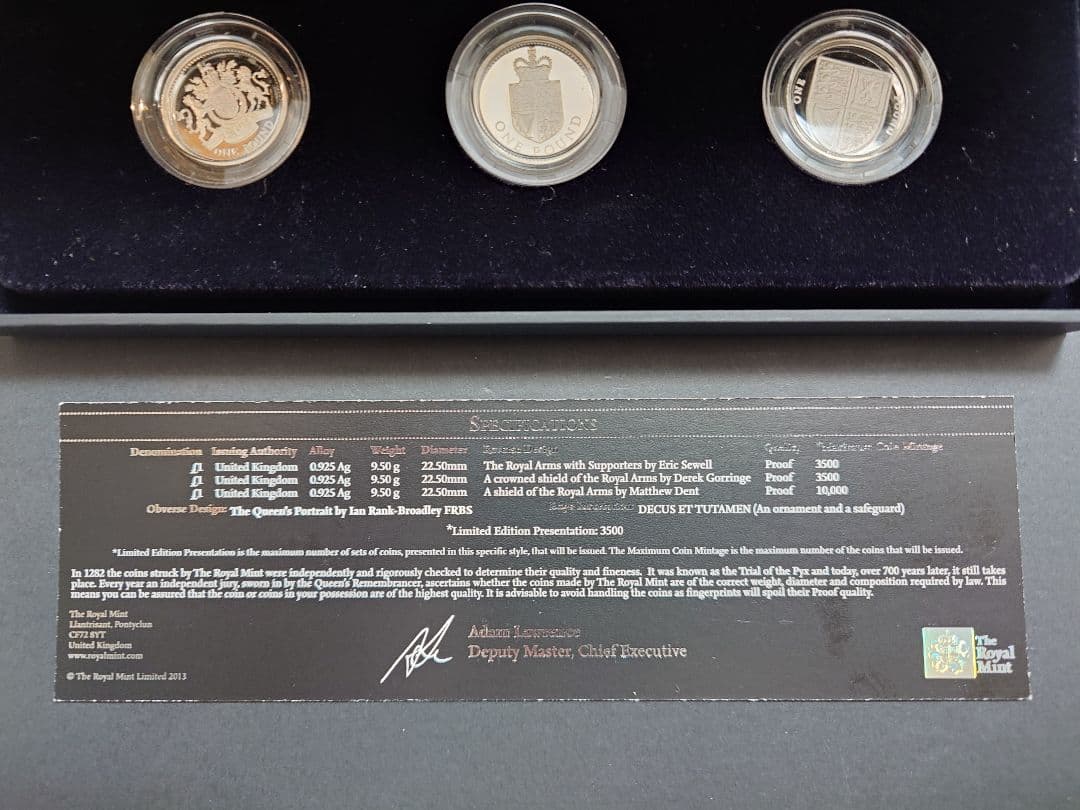 ONE POUND
ONE POUND
ONE POUND
SPECIFICATIONS
Denomination Issuing Authority Alloy Weight Diameter Reverse Design Quality Maximum Coin Mintage
£1 United Kingdom 0.925 Ag 9.50 g 22.50mm The Royal Arms with Supporters by Eric Sewell Proof 3500
£1 United Kingdom 0.925 Ag 9.50 g 22.50mm A crowned shield of the Royal Arms by Derek Gorringe Proof 3500
£1 United Kingdom 0.925 Ag 9.50 g 22.50mm A shield of the Royal Arms by Matthew Dent Proof 10,000
Obverse Design: The Queen's Portrait by Ian Rank-Broadley FRBS Edge Inscription: DECUS ET TUTAMEN (An ornament and a safeguard)
*Limited Edition Presentation: 3500
*Limited Edition Presentation is the maximum number of sets of coins, presented in this specific style, that will be issued. The Maximum Coin Mintage is the maximum number of the coins that will be issued.
In 1282 the coins struck by The Royal Mint were independently and rigorously checked to determine their quality and fineness. It was known as the Trial of the Pyx and today, over 700 years later, it still takes
place. Every year an independent jury, sworn in by the Queen's Remembrancer, ascertains whether the coins made by The Royal Mint are of the correct weight, diameter and composition required by law. This
means you can be assured that the coin or coins in your possession are of the highest quality. It is advisable to avoid handling the coins as fingerprints will spoil their Proof quality.
The Royal Mint
Llantrisant, Pontyclun
CF72 8YT
United Kingdom
www.royalmint.com
© The Royal Mint Limited 2013
Adam Lawrence
Deputy Master, Chief Executive
The
Royal
Mint